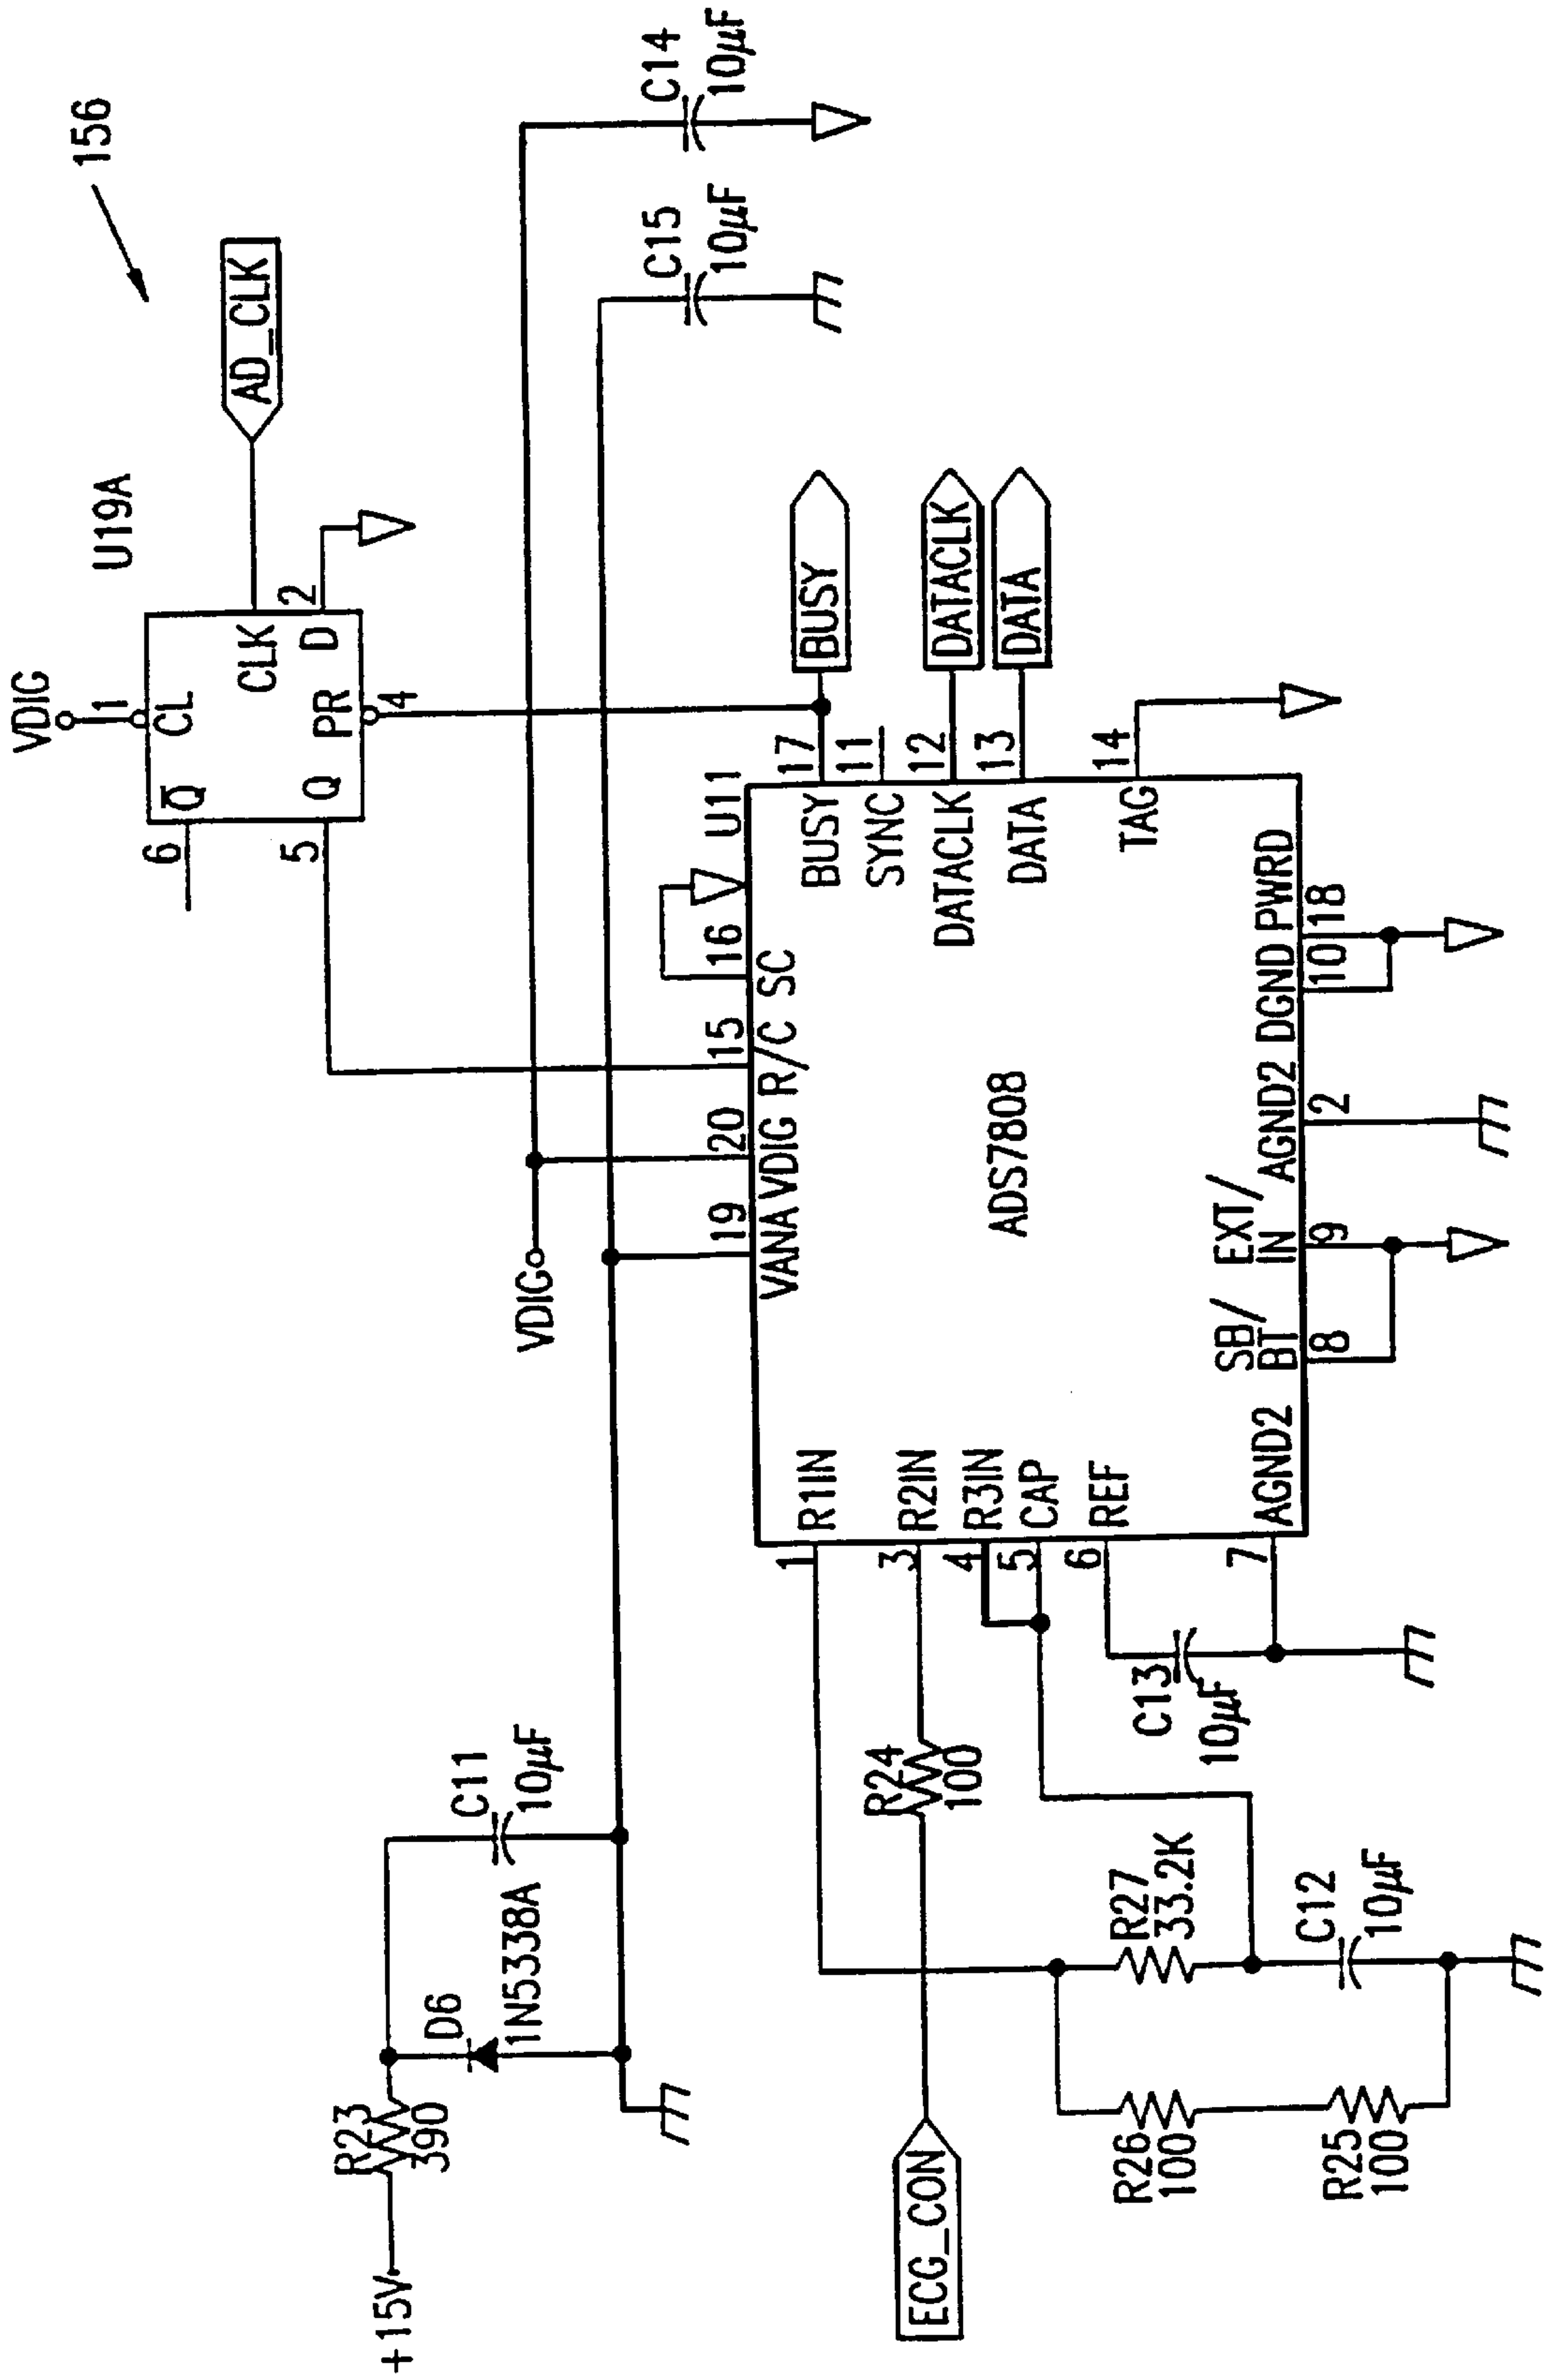 156
AD_CLK
U19A
VDIG
1
CL
CLK
2
D
PR
4
Q
Q̅
6
5
C14
10µF
C15
10µF
+15V
R23
390
D6
1N5338A
C11
10µF
VDIG
19
20
15
16
U11
VANA
VDIG
R/C
SC
17
BUSY
BUSY
11
SYNC
12
DATACLK
DATACLK
13
DATA
DATA
14
TAG
ADS7808
1
R1IN
3
R2IN
4
R3IN
5
CAP
6
REF
7
AGND2
SB/
BT
8
EXT/
IN
9
AGND2
2
DGND
10
PWRD
18
ECG_CON
R24
100
C13
10µF
R27
33.2K
C12
10µF
R26
100
R25
100